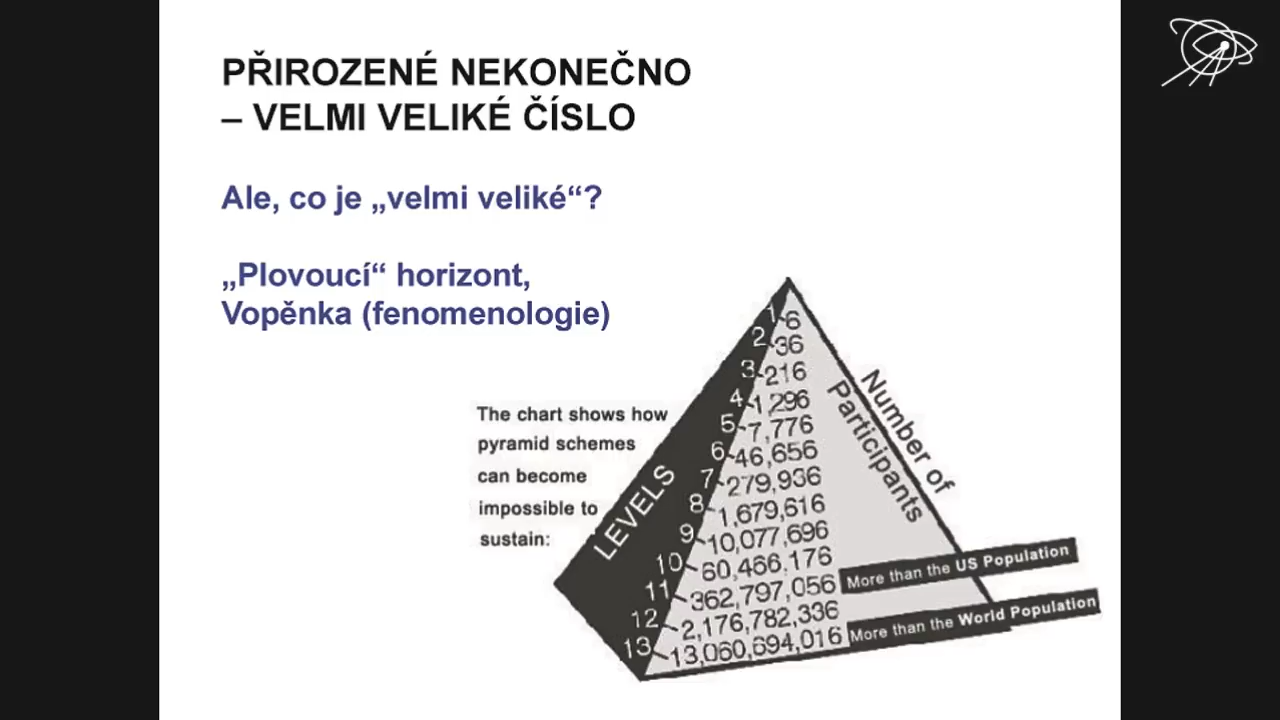 PŘIROZENÉ NEKONEČNO
– VELMI VELIKÉ ČÍSLO
Ale, co je „velmi veliké“?
„Plovoucí“ horizont,
Vopěnka (fenomenologie)
The chart shows how
pyramid schemes
can become
impossible to
sustain:
LEVELS
Number of
Participants
1 6
2 36
3 216
4 1,296
5 7,776
6 46,656
7 279,936
8 1,679,616
9 10,077,696
10 60,466,176
11 362,797,056 More than the US Population
12 2,176,782,336
13 13,060,694,016 More than the World Population